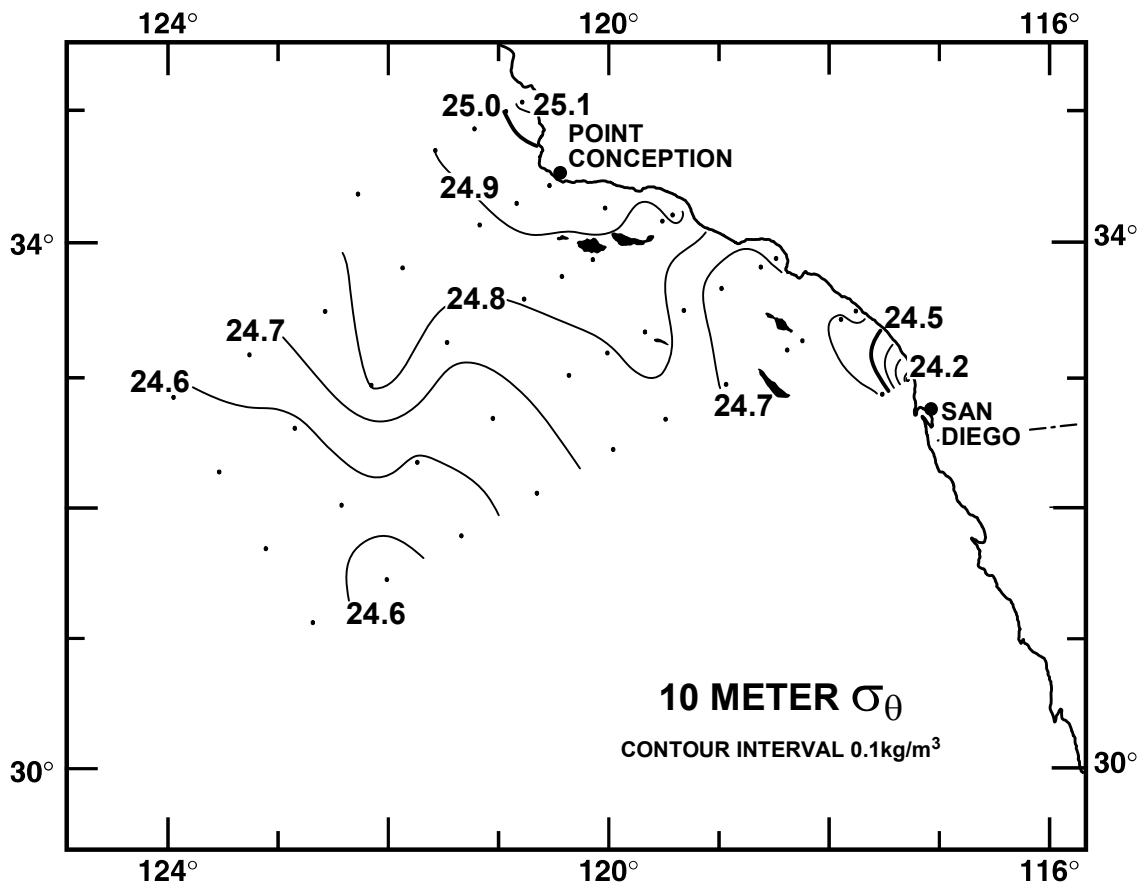 124° 120° 116°
25.0 25.1
POINT
CONCEPTION
24.9
34° 34°
24.8
24.7 24.5
24.6 24.2
24.7
SAN
DIEGO
24.6
10 METER σθ
CONTOUR INTERVAL 0.1kg/m³
30° 30°
124° 120° 116°